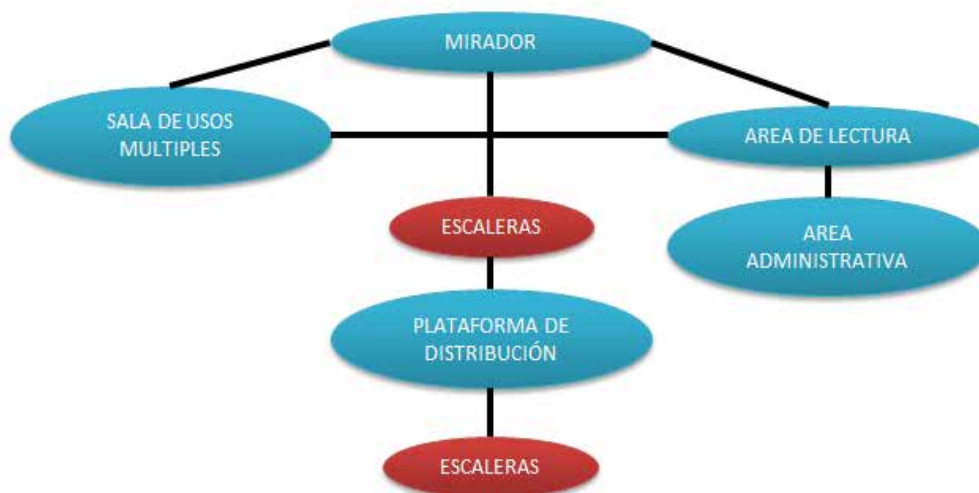 MIRADOR
SALA DE USOS
MULTIPLES
AREA DE LECTURA
ESCALERAS
AREA
ADMINISTRATIVA
PLATAFORMA DE
DISTRIBUCIÓN
ESCALERAS